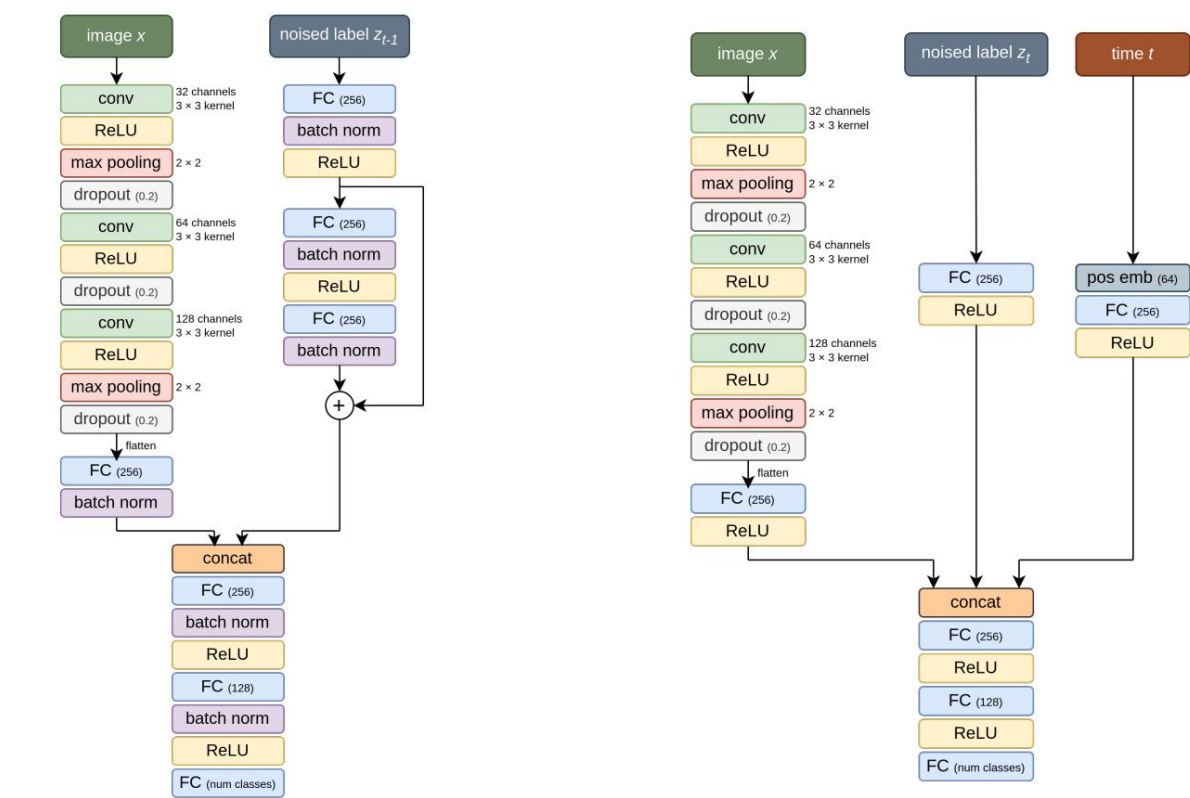 image x
noised label z_{t-1}
conv
32 channels
3 × 3 kernel
ReLU
max pooling
2 × 2
dropout (0.2)
conv
64 channels
3 × 3 kernel
ReLU
dropout (0.2)
conv
128 channels
3 × 3 kernel
ReLU
max pooling
2 × 2
dropout (0.2)
flatten
FC (256)
batch norm
FC (256)
batch norm
ReLU
FC (256)
batch norm
ReLU
FC (256)
batch norm
+
concat
FC (256)
batch norm
ReLU
FC (128)
batch norm
ReLU
FC (num classes)
image x
noised label z_t
time t
conv
32 channels
3 × 3 kernel
ReLU
max pooling
2 × 2
dropout (0.2)
conv
64 channels
3 × 3 kernel
ReLU
dropout (0.2)
conv
128 channels
3 × 3 kernel
ReLU
max pooling
2 × 2
dropout (0.2)
flatten
FC (256)
ReLU
FC (256)
ReLU
pos emb (64)
FC (256)
ReLU
concat
FC (256)
ReLU
FC (128)
ReLU
FC (num classes)